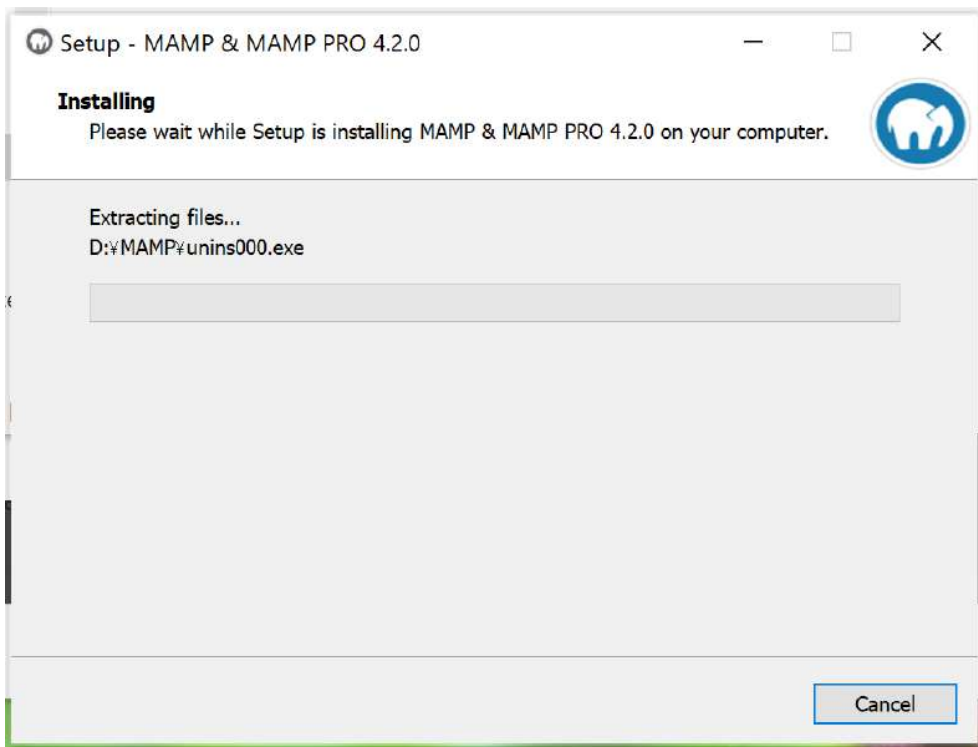 Setup - MAMP & MAMP PRO 4.2.0
Installing
Please wait while Setup is installing MAMP & MAMP PRO 4.2.0 on your computer.
Extracting files...
D:¥MAMP¥unins000.exe
Cancel